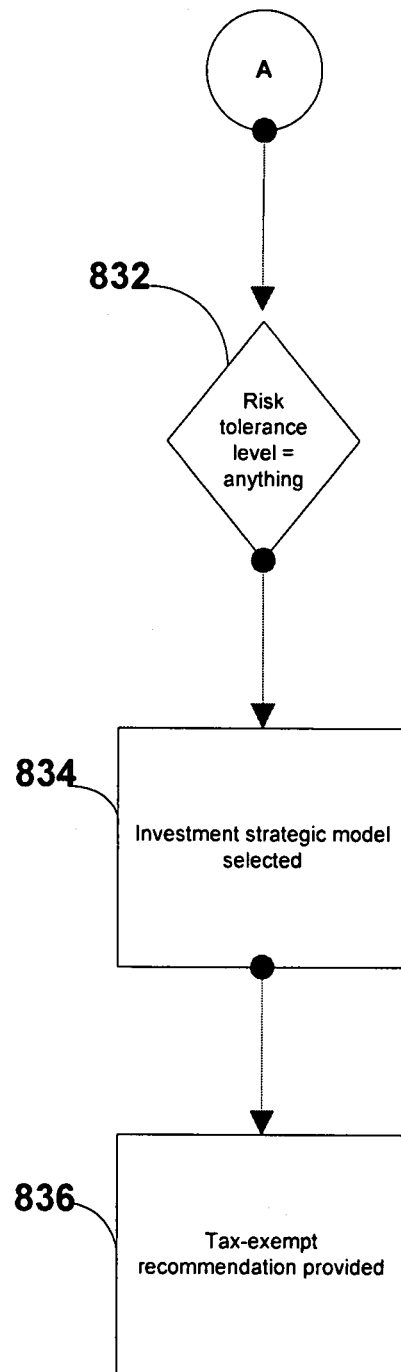 A
832
Risk
tolerance
level =
anything
834
Investment strategic model
selected
836
Tax-exempt
recommendation provided